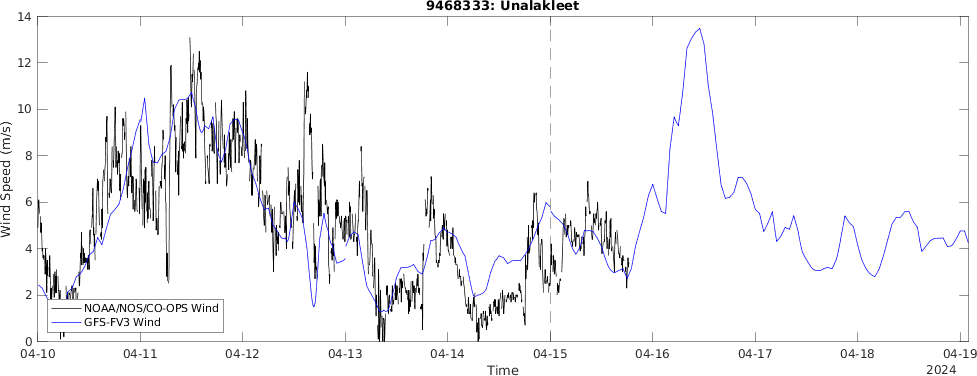 9468333: Unalakleet
14
12
10
8
6
4
2
0
Wind Speed (m/s)
NOAA/NOS/CO-OPS Wind
GFS-FV3 Wind
04-10 04-11 04-12 04-13 04-14 04-15 04-16 04-17 04-18 04-19
Time
2024